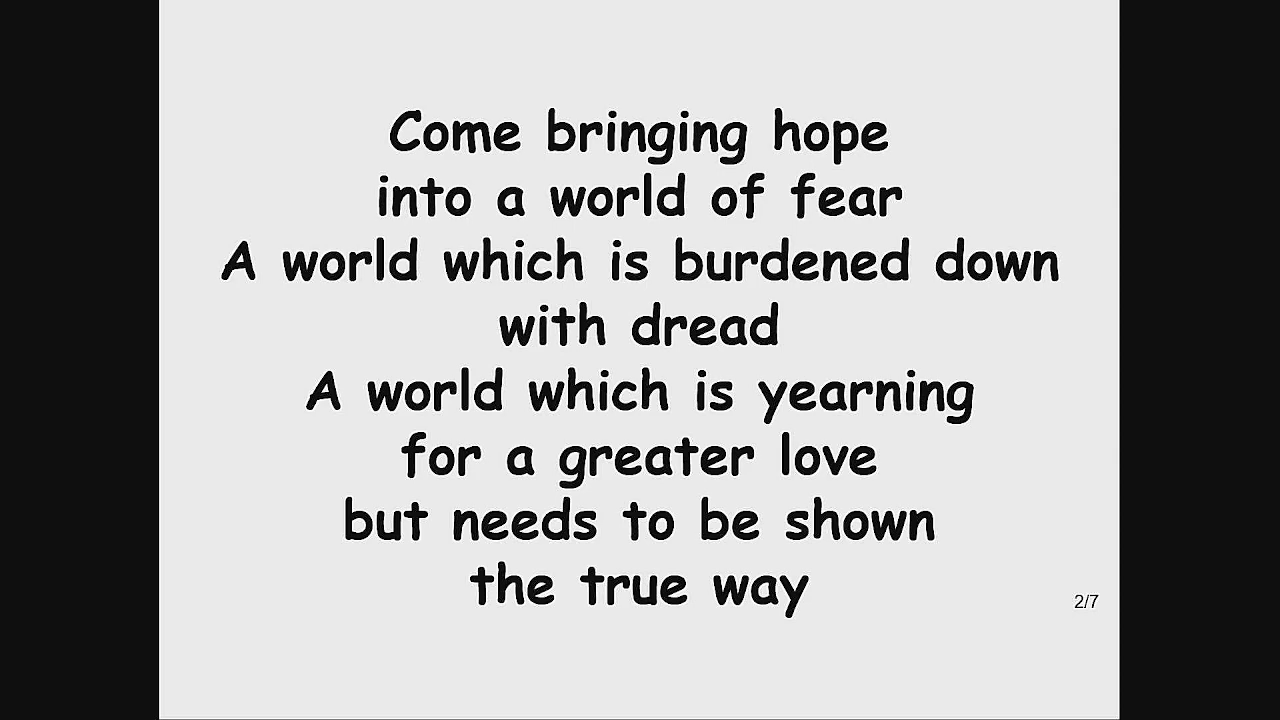 Come bringing hope
into a world of fear
A world which is burdened down
with dread
A world which is yearning
for a greater love
but needs to be shown
the true way
2/7